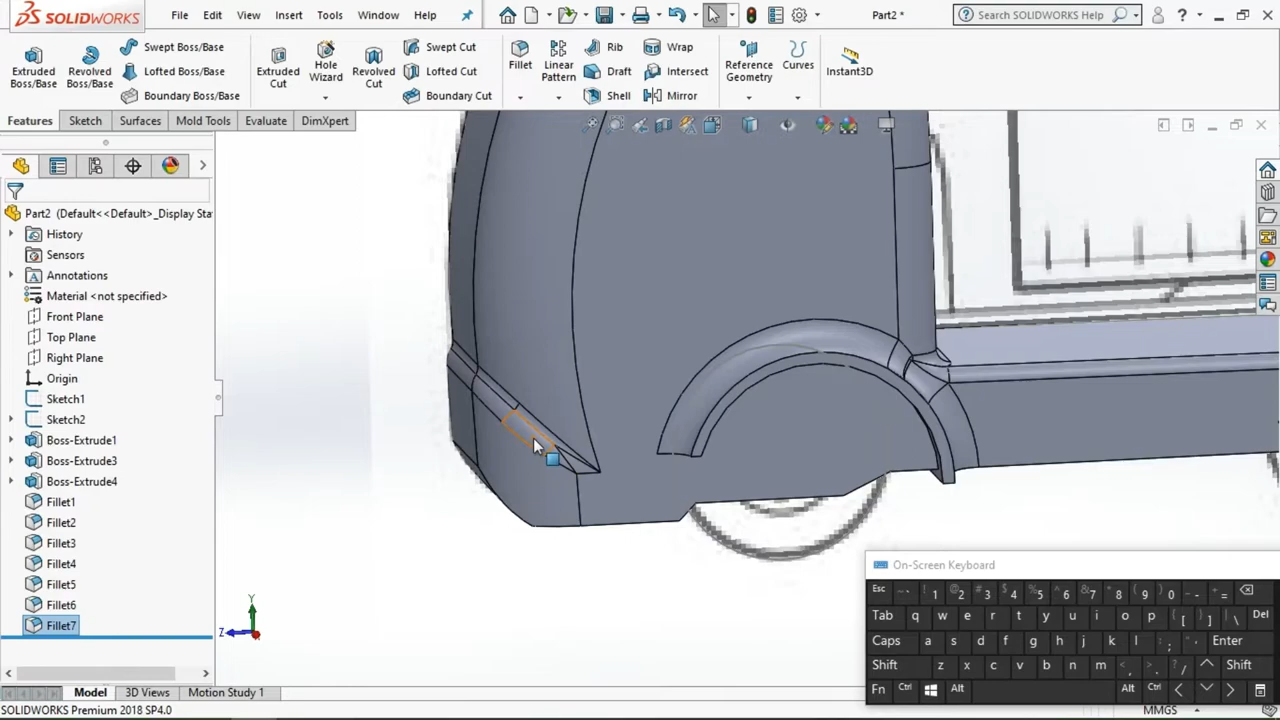 SOLIDWORKS
File Edit View Insert Tools Window Help
Part2 *
Search SOLIDWORKS Help
?
Extruded Boss/Base
Revolved Boss/Base
Swept Boss/Base
Lofted Boss/Base
Boundary Boss/Base
Extruded Cut
Hole Wizard
Revolved Cut
Swept Cut
Lofted Cut
Boundary Cut
Fillet
Linear Pattern
Rib
Draft
Shell
Wrap
Intersect
Mirror
Reference Geometry
Curves
Instant3D
Features Sketch Surfaces Mold Tools Evaluate DimXpert
Part2 (Default<<Default>_Display Sta
History
Sensors
Annotations
Material <not specified>
Front Plane
Top Plane
Right Plane
Origin
Sketch1
Sketch2
Boss-Extrude1
Boss-Extrude3
Boss-Extrude4
Fillet1
Fillet2
Fillet3
Fillet4
Fillet5
Fillet6
Fillet7
Y
Z
On-Screen Keyboard
Esc ~ ` ! 1 @ 2 # 3 $ 4 % 5 ^ 6 & 7 * 8 ( 9 ) 0 _ - + =
Tab q w e r t y u i o p { [ } ] | \ Del
Caps a s d f g h j k l : ; " ' Enter
Shift z x c v b n m < , > . ? / Shift
Fn Ctrl Alt Alt Ctrl
Model 3D Views Motion Study 1
SOLIDWORKS Premium 2018 SP4.0
MMGS